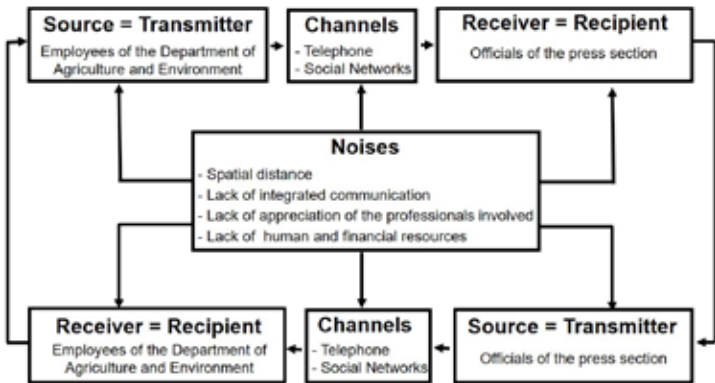 Source = Transmitter
Employees of the Department of
Agriculture and Environment
Channels
- Telephone
- Social Networks
Receiver = Recipient
Officials of the press section
Noises
- Spatial distance
- Lack of integrated communication
- Lack of appreciation of the professionals involved
- Lack of human and financial resources
Receiver = Recipient
Employees of the Department of
Agriculture and Environment
Channels
- Telephone
- Social Networks
Source = Transmitter
Officials of the press section